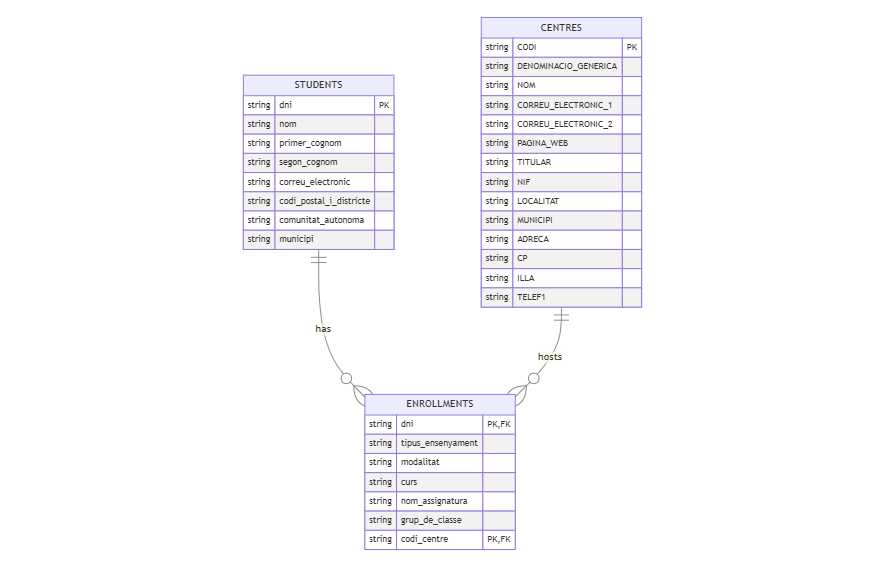 STUDENTS
string dni PK
string nom
string primer_cognom
string segon_cognom
string correu_electronic
string codi_postal_i_districte
string comunitat_autonoma
string municipi
CENTRES
string CODI PK
string DENOMINACIO_GENERICA
string NOM
string CORREU_ELECTRONIC_1
string CORREU_ELECTRONIC_2
string PAGINA_WEB
string TITULAR
string NIF
string LOCALITAT
string MUNICIPI
string ADRECA
string CP
string ILLA
string TELEF1
has
hosts
ENROLLMENTS
string dni PK,FK
string tipus_ensenyament
string modalitat
string curs
string nom_assignatura
string grup_de_classe
string codi_centre PK,FK